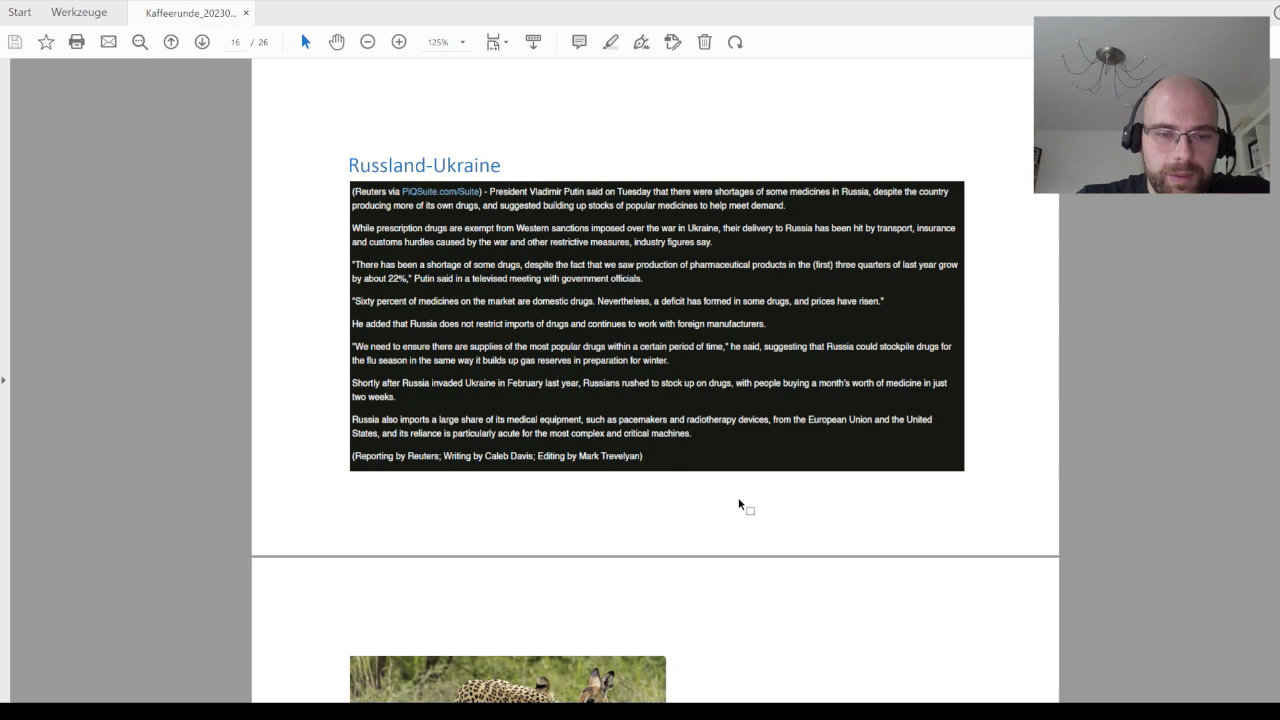 Start Werkzeuge Kaffeerunde_20230... ×
16 / 26 125%
Russland-Ukraine
(Reuters via PiQSuite.com/Suite) - President Vladimir Putin said on Tuesday that there were shortages of some medicines in Russia, despite the country
producing more of its own drugs, and suggested building up stocks of popular medicines to help meet demand.
While prescription drugs are exempt from Western sanctions imposed over the war in Ukraine, their delivery to Russia has been hit by transport, insurance
and customs hurdles caused by the war and other restrictive measures, industry figures say.
"There has been a shortage of some drugs, despite the fact that we saw production of pharmaceutical products in the (first) three quarters of last year grow
by about 22%," Putin said in a televised meeting with government officials.
"Sixty percent of medicines on the market are domestic drugs. Nevertheless, a deficit has formed in some drugs, and prices have risen."
He added that Russia does not restrict imports of drugs and continues to work with foreign manufacturers.
"We need to ensure there are supplies of the most popular drugs within a certain period of time," he said, suggesting that Russia could stockpile drugs for
the flu season in the same way it builds up gas reserves in preparation for winter.
Shortly after Russia invaded Ukraine in February last year, Russians rushed to stock up on drugs, with people buying a month's worth of medicine in just
two weeks.
Russia also imports a large share of its medical equipment, such as pacemakers and radiotherapy devices, from the European Union and the United
States, and its reliance is particularly acute for the most complex and critical machines.
(Reporting by Reuters; Writing by Caleb Davis; Editing by Mark Trevelyan)